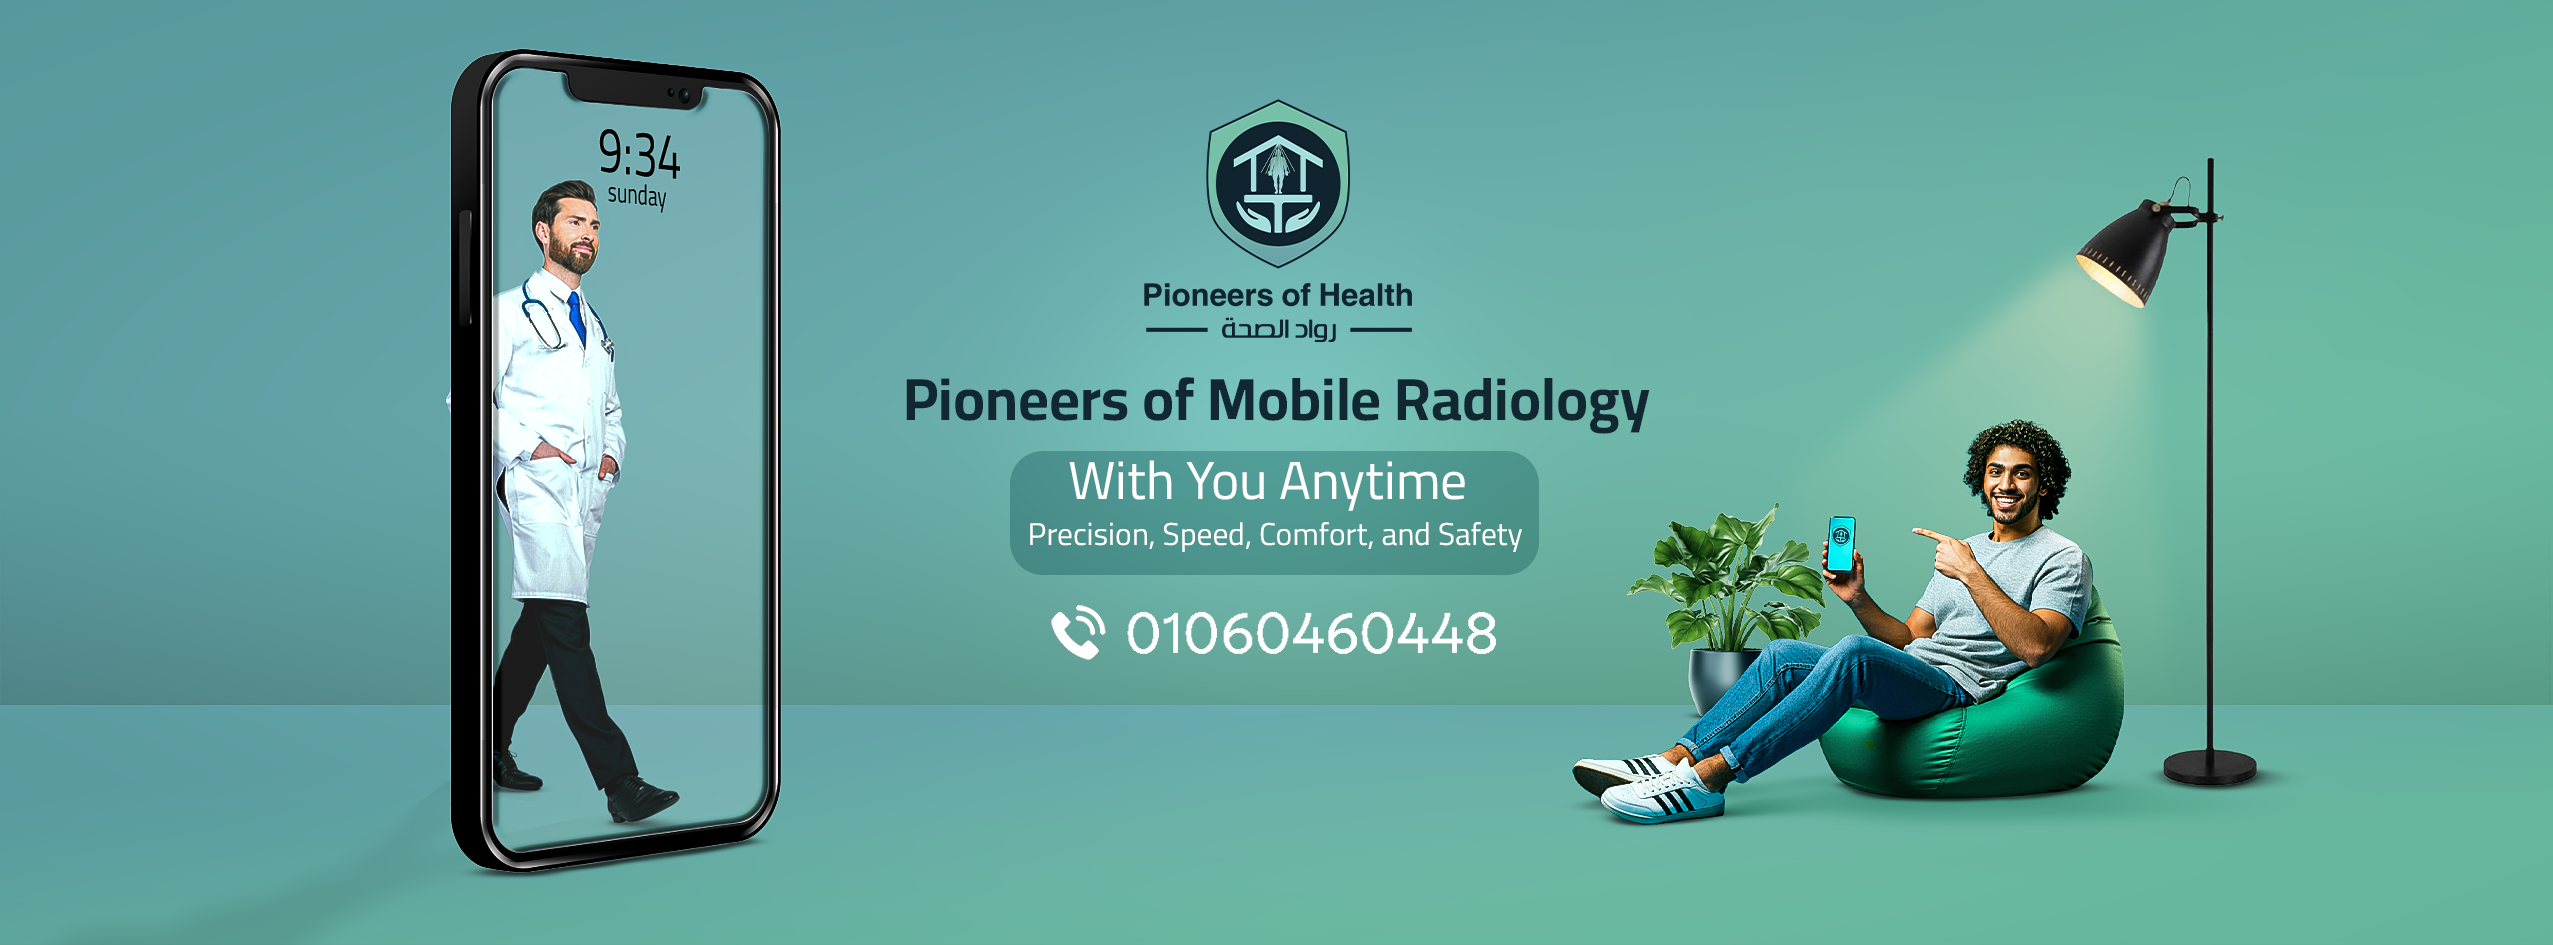 9:34
sunday
Pioneers of Health
رواد الصحة
Pioneers of Mobile Radiology
With You Anytime
Precision, Speed, Comfort, and Safety
01060460448